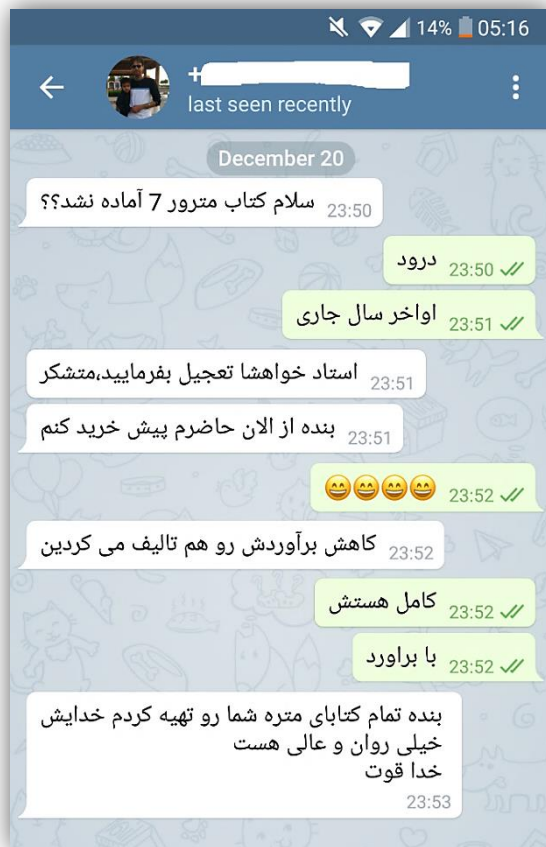 14% 05:16
+
last seen recently
December 20
سلام کتاب مترور 7 آماده نشد؟؟ 23:50
درود 23:50
اواخر سال جاری 23:51
استاد خواهشا تعجیل بفرمایید،متشکر 23:51
بنده از الان حاضرم پیش خرید کنم 23:51
😄😄😄😄 23:52
کاهش برآوردش رو هم تالیف می کردین 23:52
کامل هستش 23:52
با براورد 23:52
بنده تمام کتابای متره شما رو تهیه کردم خدایش
خیلی روان و عالی هست
خدا قوت
23:53